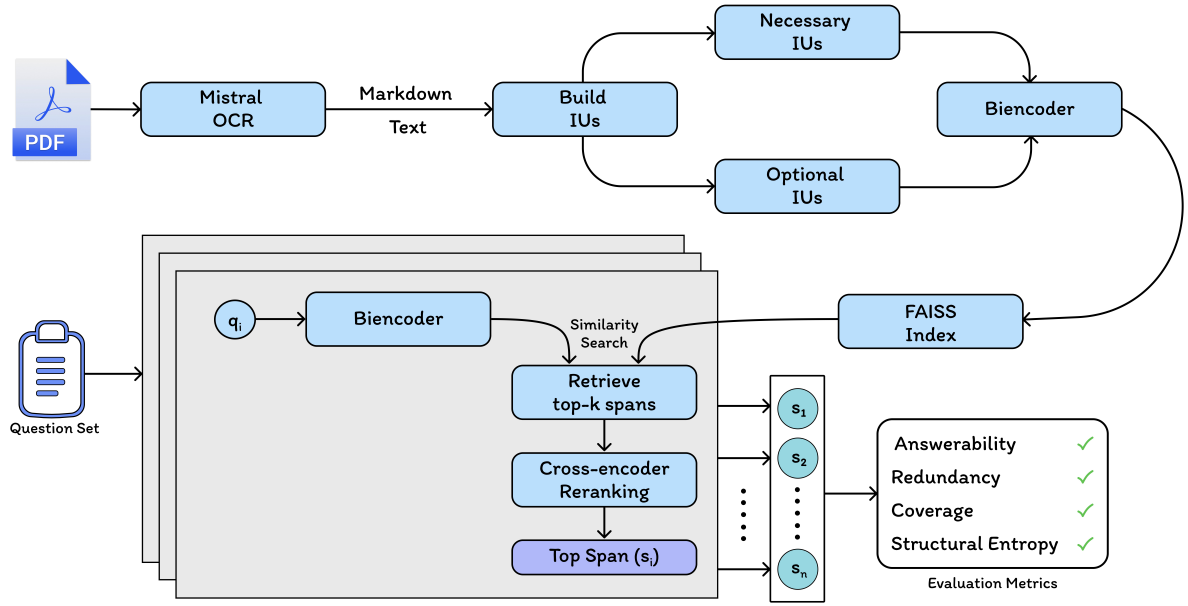 Necessary
IUs
PDF
Mistral
OCR
Markdown
Text
Build
IUs
Biencoder
Optional
IUs
qi
Biencoder
Similarity
Search
FAISS
Index
Question Set
Retrieve
top-k spans
Cross-encoder
Reranking
Top Span (si)
s1
s2
sn
Answerability ✓
Redundancy ✓
Coverage ✓
Structural Entropy ✓
Evaluation Metrics